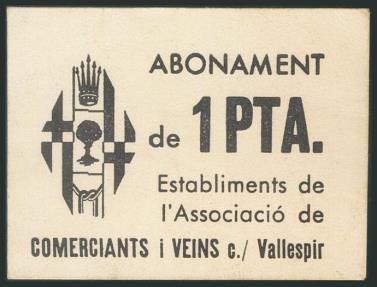 ABONAMENT
de 1 PTA.
Establiments de
l'Associació de
COMERCIANTS i VEINS c./ Vallespir